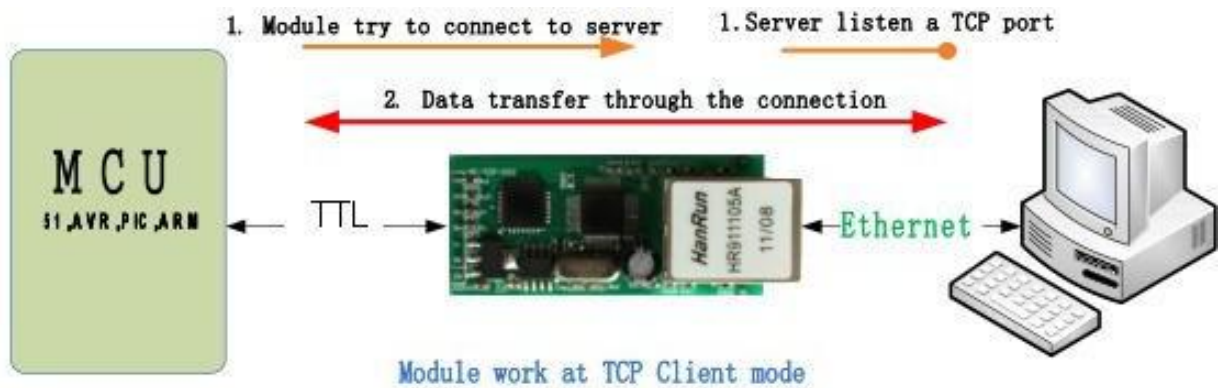 1. Module try to connect to server
1.Server listen a TCP port
2. Data transfer through the connection
MCU
51,AVR,PIC,ARM
TTL
HanRun
HR911105A
11/08
Ethernet
Module work at TCP Client mode